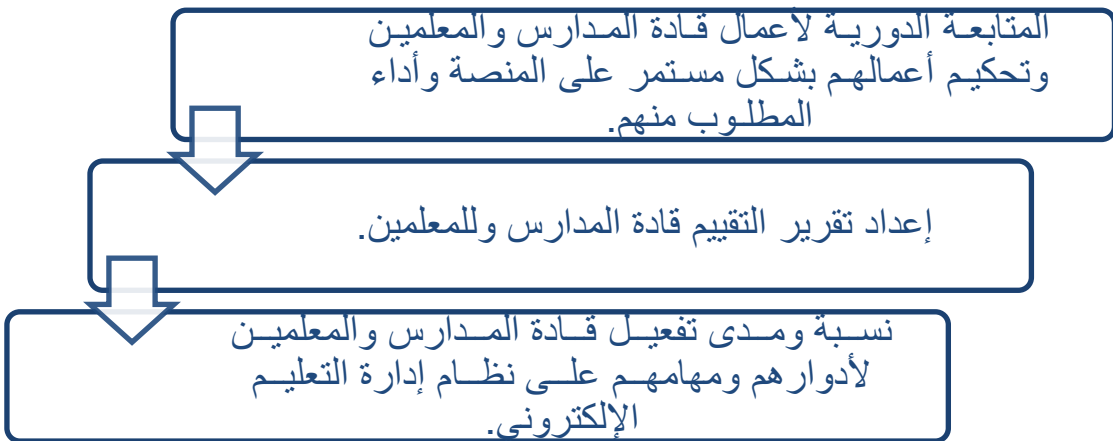 المتابعة الدورية لأعمال قادة المدارس والمعلمين
وتحكيم أعمالهم بشكل مستمر على المنصة وأداء
المطلوب منهم.
إعداد تقرير التقييم قادة المدارس وللمعلمين.
نسبة ومدى تفعيل قادة المدارس والمعلمين
لأدوارهم ومهامهم على نظام إدارة التعليم
الإلكتروني.